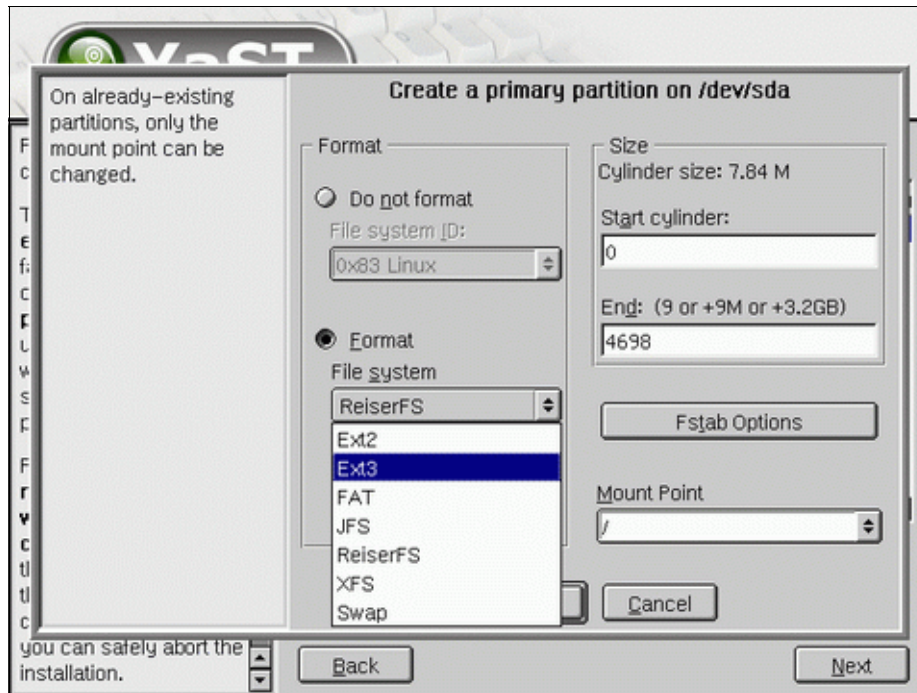 YaST
On already-existing
partitions, only the
mount point can be
changed.
Create a primary partition on /dev/sda
Format
Do not format
File system ID:
0x83 Linux
Format
File system
ReiserFS
Ext2
Ext3
FAT
JFS
ReiserFS
XFS
Swap
Size
Cylinder size: 7.84 M
Start cylinder:
0
End: (9 or +9M or +3.2GB)
4698
Fstab Options
Mount Point
/
Cancel
you can safely abort the
installation.
Back
Next